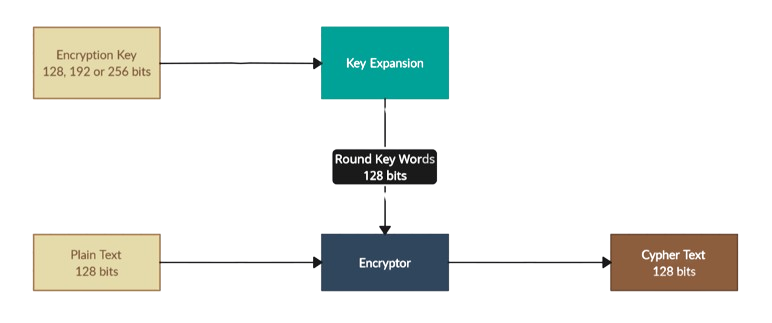 Encryption Key
128, 192 or 256 bits
Key Expansion
Round Key Words
128 bits
Plain Text
128 bits
Encryptor
Cypher Text
128 bits